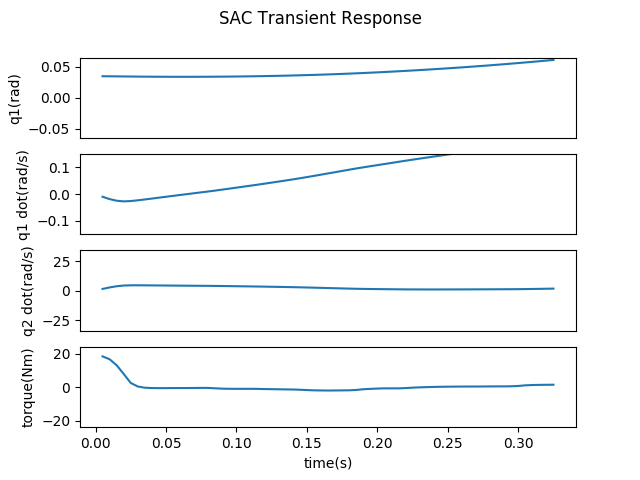 SAC Transient Response
0.05
0.00
−0.05
q1(rad)
0.1
0.0
−0.1
q1 dot(rad/s)
25
0
−25
q2 dot(rad/s)
20
0
−20
torque(Nm)
0.00 0.05 0.10 0.15 0.20 0.25 0.30
time(s)